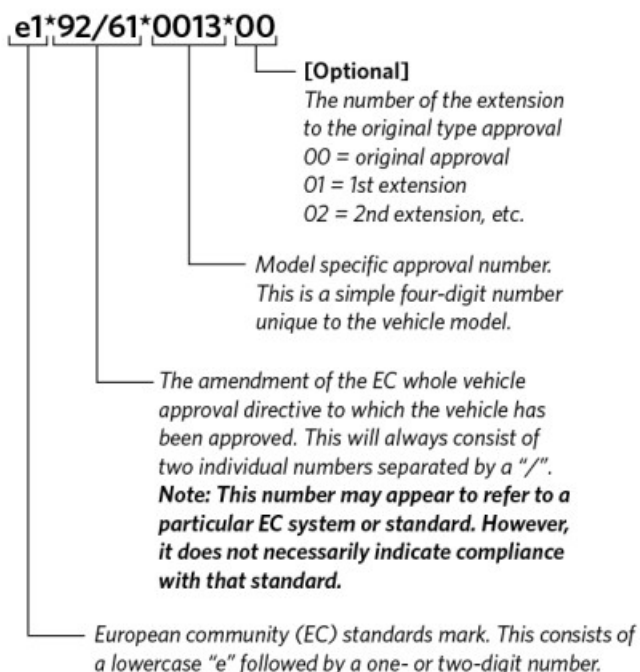 e1*92/61*0013*00
[Optional]
The number of the extension
to the original type approval
00 = original approval
01 = 1st extension
02 = 2nd extension, etc.
Model specific approval number.
This is a simple four-digit number
unique to the vehicle model.
The amendment of the EC whole vehicle
approval directive to which the vehicle has
been approved. This will always consist of
two individual numbers separated by a “/”.
Note: This number may appear to refer to a
particular EC system or standard. However,
it does not necessarily indicate compliance
with that standard.
European community (EC) standards mark. This consists of
a lowercase “e” followed by a one- or two-digit number.